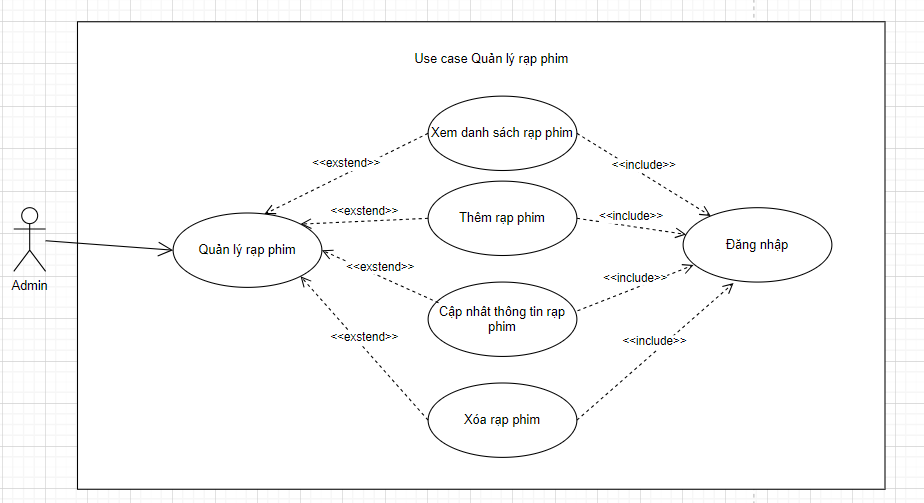 Use case Quản lý rạp phim
Xem danh sách rạp phim
<<exstend>>
<<include>>
Thêm rạp phim
<<exstend>>
<<include>>
Đăng nhập
Quản lý rạp phim
Admin
<<exstend>>
<<include>>
Cập nhât thông tin rạp
phim
<<exstend>>
<<include>>
Xóa rạp phim